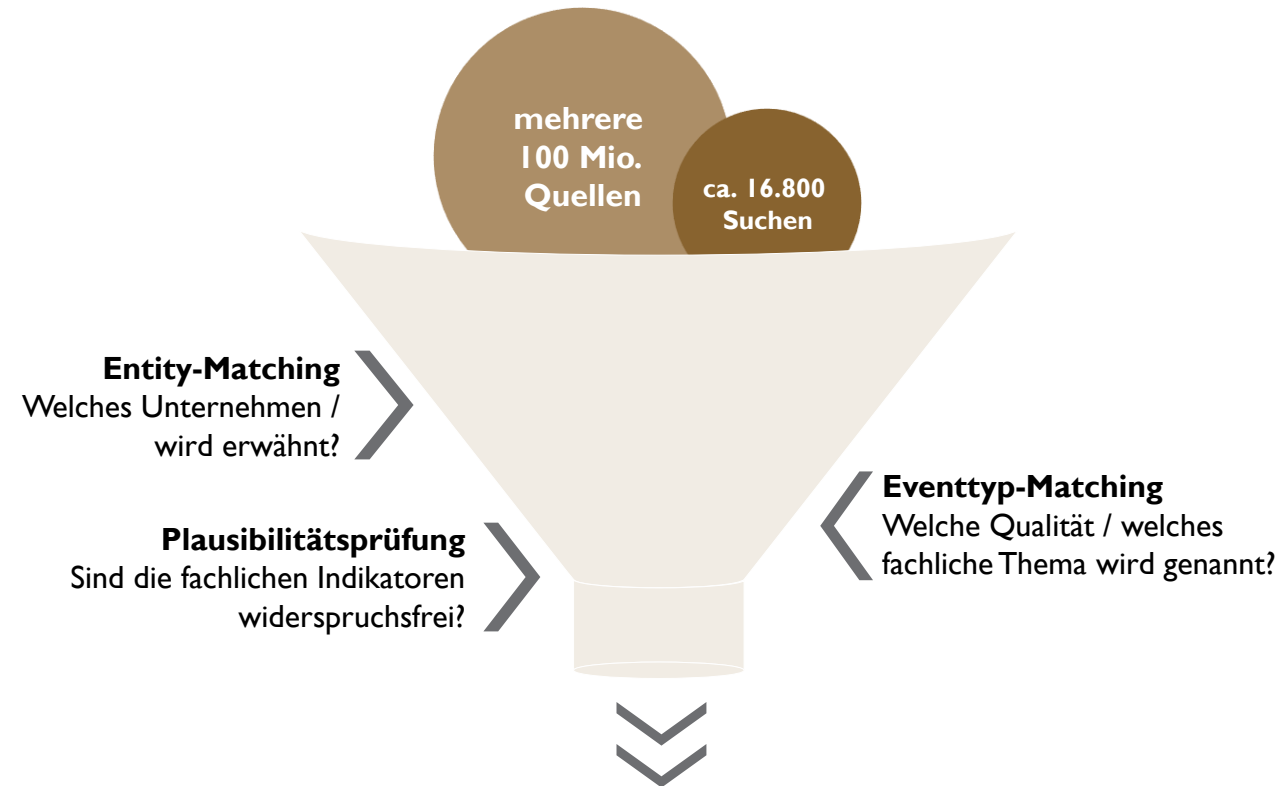 mehrere
100 Mio.
Quellen
ca. 16.800
Suchen
Entity-Matching
Welches Unternehmen /
wird erwähnt?
Eventtyp-Matching
Welche Qualität / welches
fachliche Thema wird genannt?
Plausibilitätsprüfung
Sind die fachlichen Indikatoren
widerspruchsfrei?